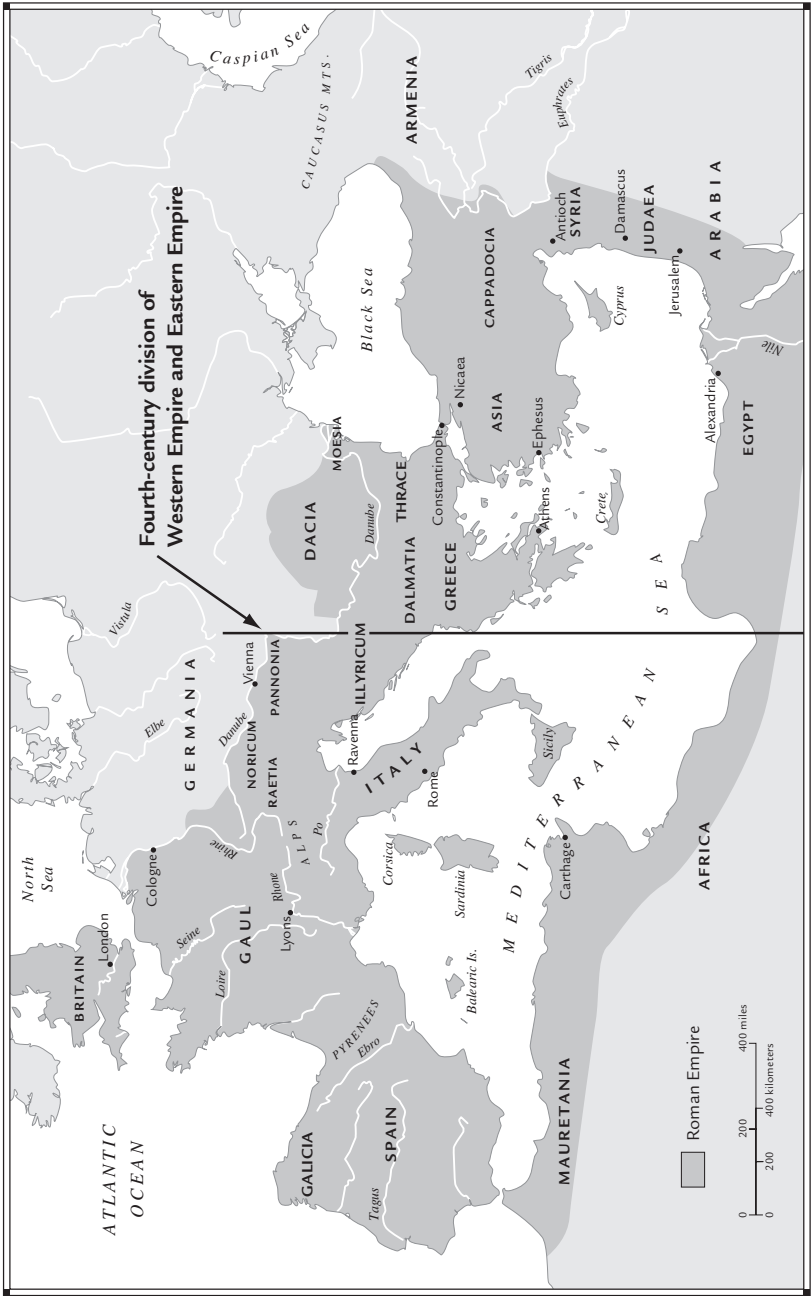 Fourth-century division of
Western Empire and Eastern Empire
Caspian Sea
CAUCASUS MTS.
ARMENIA
Tigris
Euphrates
Black Sea
CAPPADOCIA
Antioch
SYRIA
Damascus
JUDAEA
Jerusalem
ARABIA
Cyprus
Nile
Alexandria
EGYPT
Nicaea
Constantinople
ASIA
Ephesus
Athens
Crete
MOESIA
DACIA
Danube
THRACE
DALMATIA
GREECE
Vistula
Elbe
GERMANIA
Vienna
Danube
PANNONIA
NORICUM
RAETIA
ILLYRICUM
Ravenna
ITALY
Rome
Sicily
ALPS
Po
North
Sea
Cologne
Rhine
BRITAIN
London
Seine
Loire
GAUL
Rhone
Lyons
Corsica
Sardinia
Balearic Is.
MEDITERRANEAN SEA
Carthage
AFRICA
PYRENEES
Ebro
ATLANTIC
OCEAN
GALICIA
SPAIN
Tagus
MAURETANIA
Roman Empire
0 200 400 miles
0 200 400 kilometers